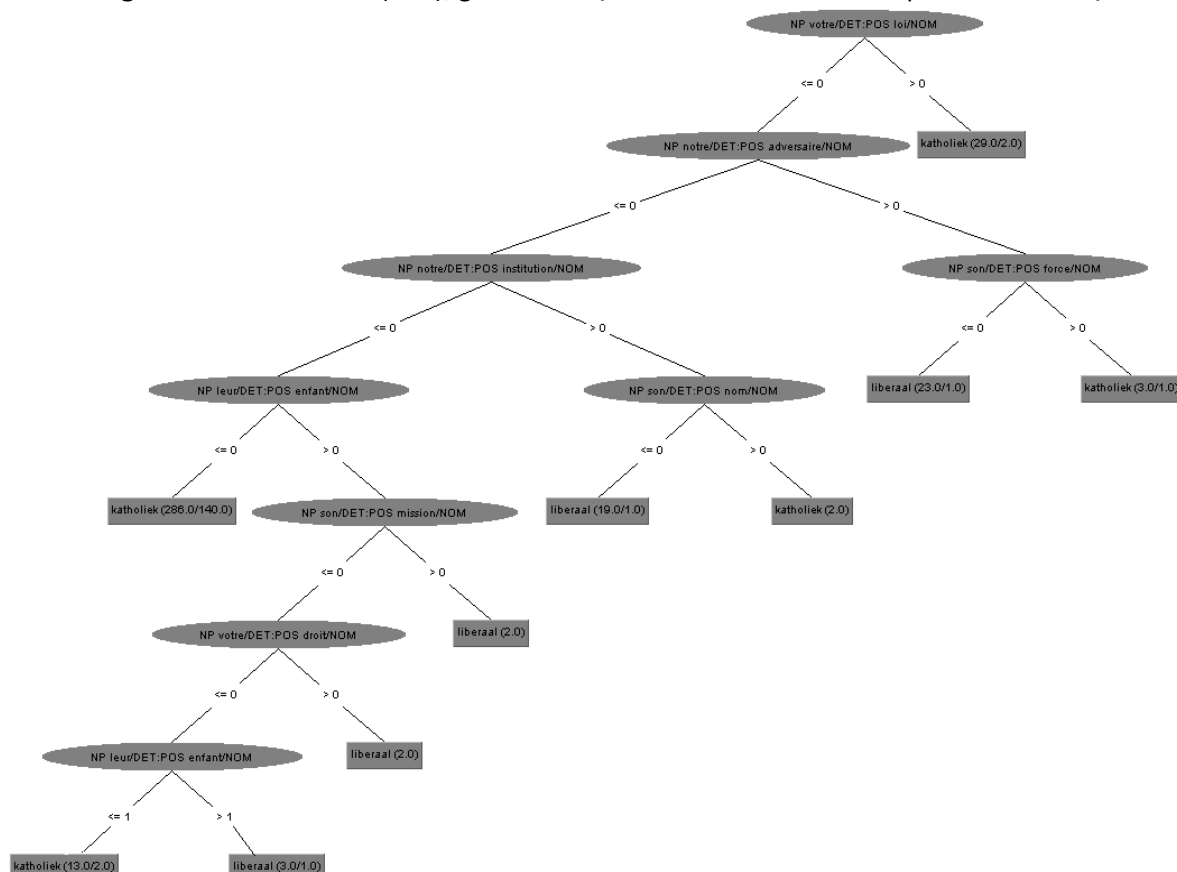 NP votre/DET:POS loi/NOM
<= 0
> 0
NP notre/DET:POS adversaire/NOM
katholiek (29.0/2.0)
<= 0
> 0
NP notre/DET:POS institution/NOM
NP son/DET:POS force/NOM
<= 0
> 0
<= 0
> 0
NP leur/DET:POS enfant/NOM
NP son/DET:POS nom/NOM
liberaal (23.0/1.0)
katholiek (3.0/1.0)
<= 0
> 0
<= 0
> 0
katholiek (286.0/140.0)
NP son/DET:POS mission/NOM
liberaal (19.0/1.0)
katholiek (2.0)
<= 0
> 0
NP votre/DET:POS droit/NOM
liberaal (2.0)
<= 0
> 0
NP leur/DET:POS enfant/NOM
liberaal (2.0)
<= 1
> 1
katholiek (13.0/2.0)
liberaal (3.0/1.0)